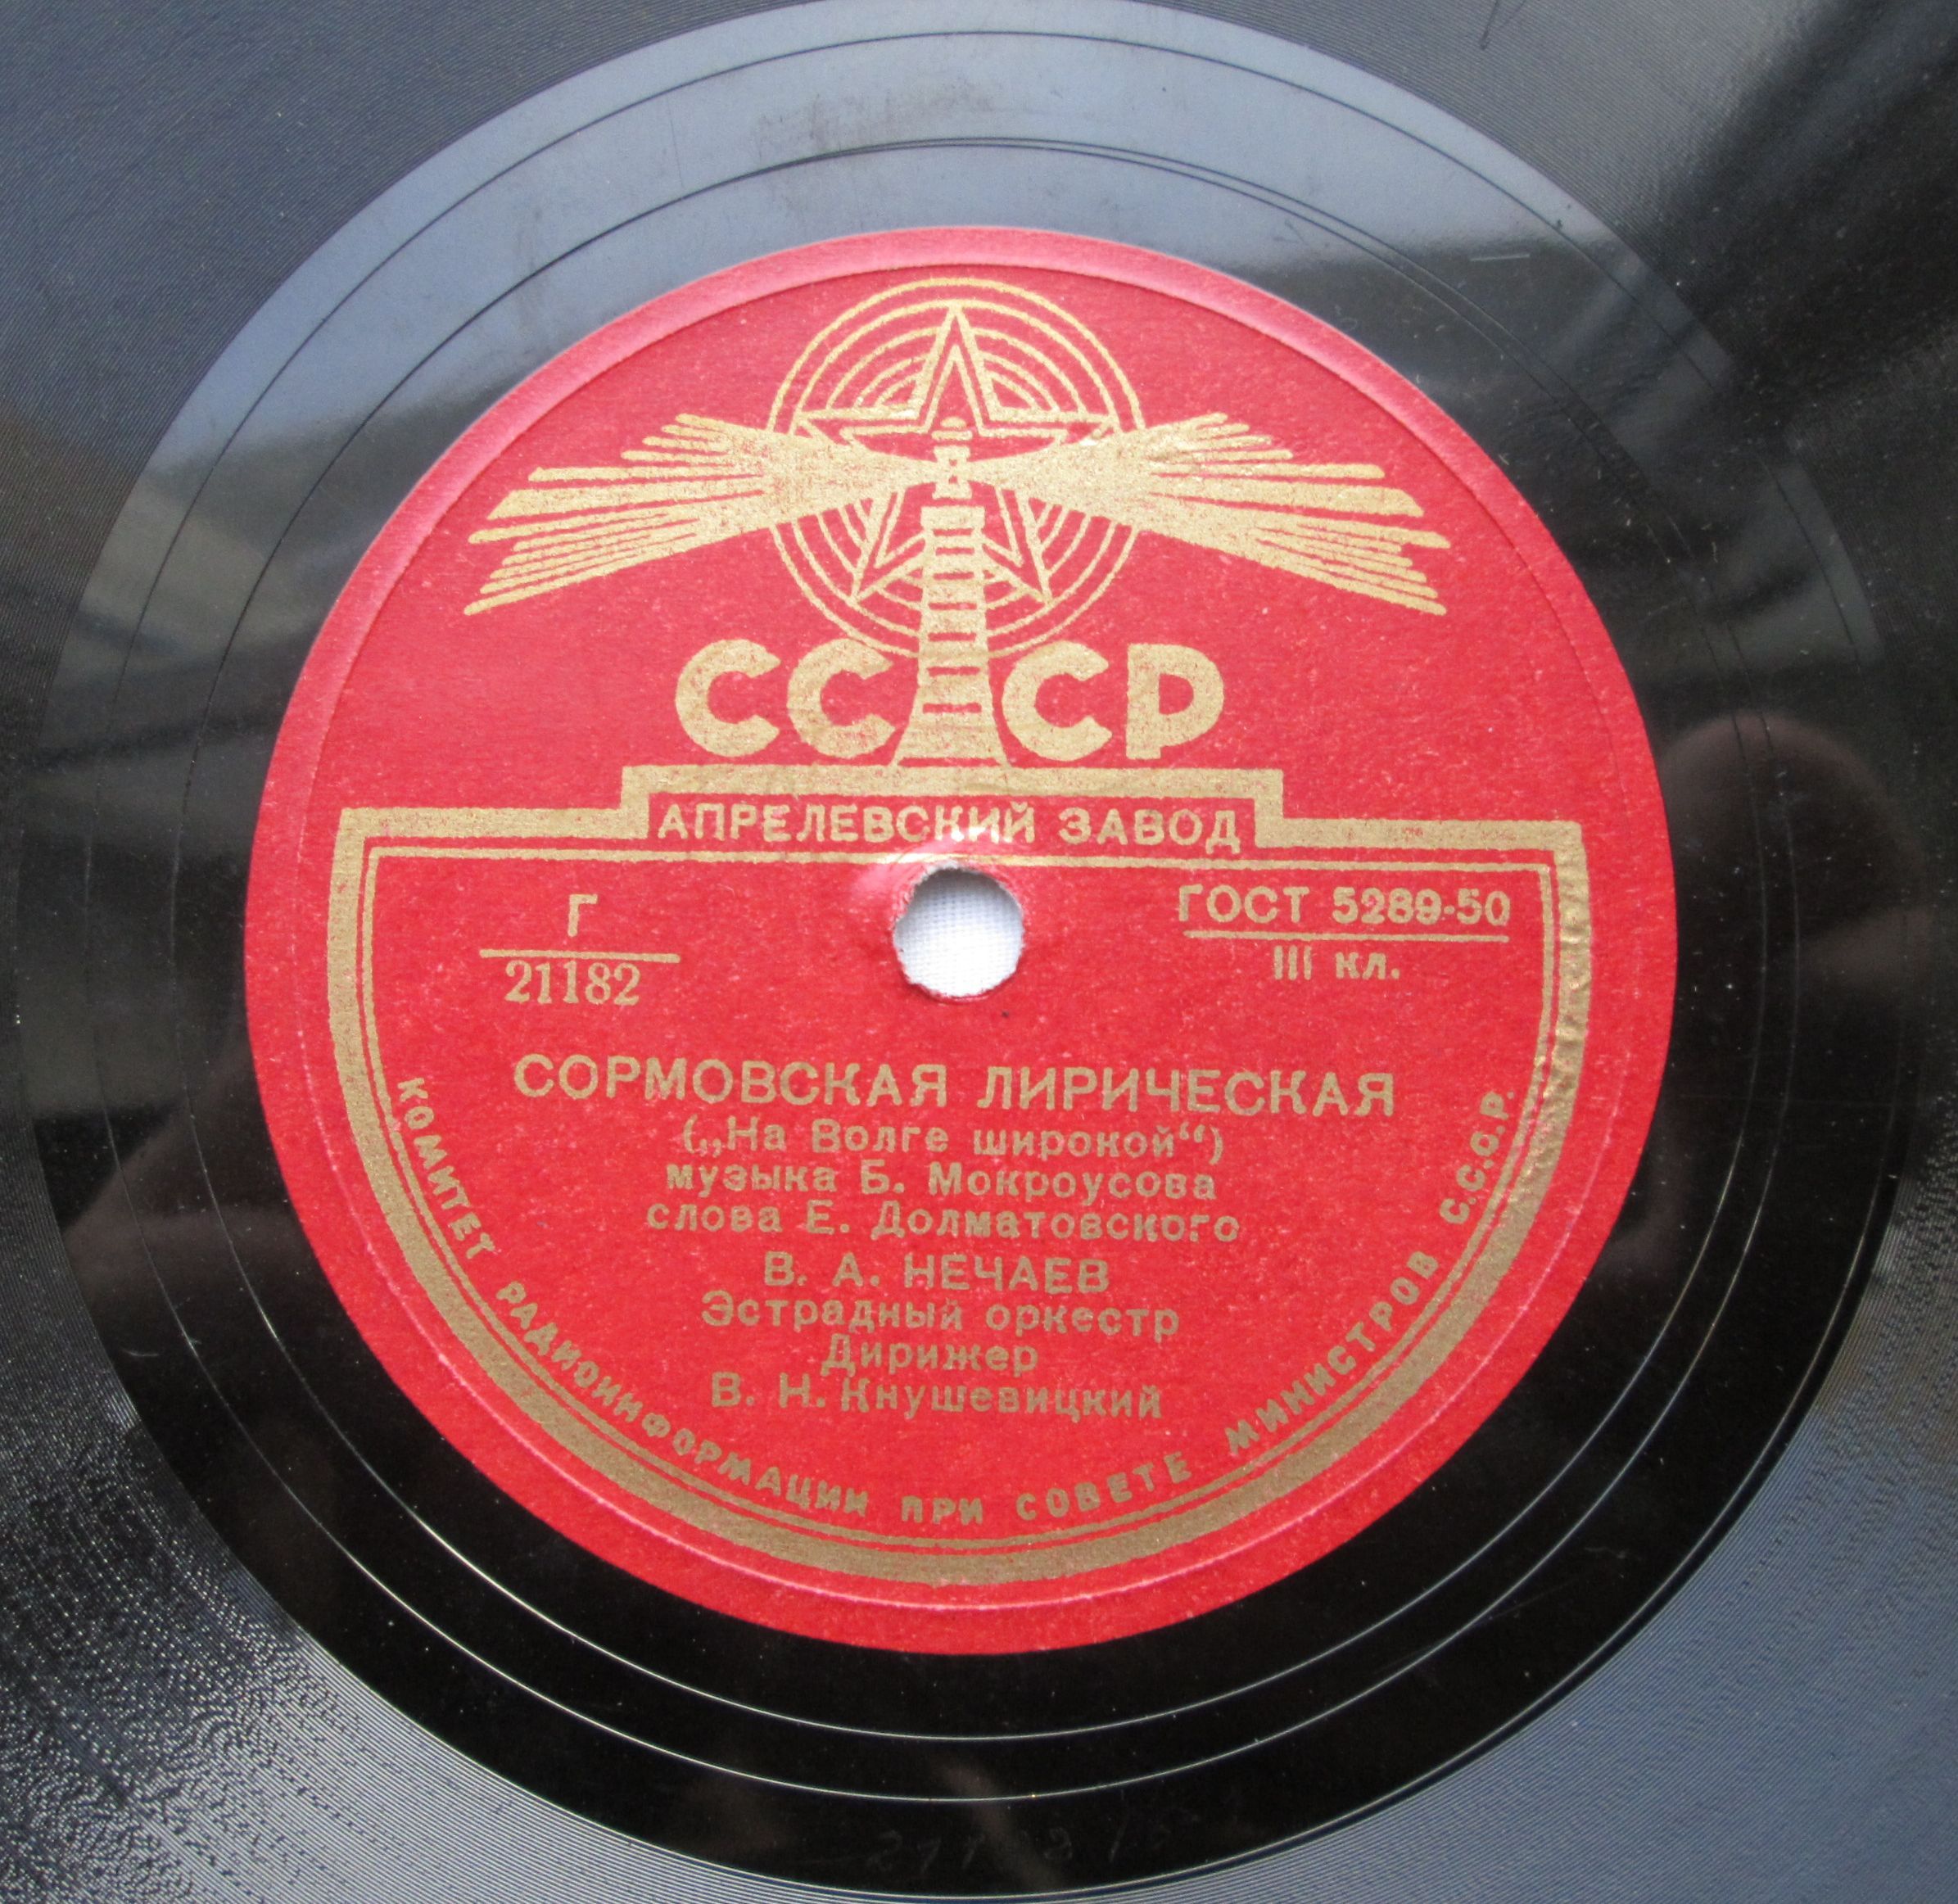 СССР
АПРЕЛЕВСКИЙ ЗАВОД
Г
21182
ГОСТ 5289-50
III кл.
СОРМОВСКАЯ ЛИРИЧЕСКАЯ
(„На Волге широкой“)
музыка Б. Мокроусова
слова Е. Долматовского
В. А. НЕЧАЕВ
Эстрадный оркестр
Дирижер
В. Н. Кнушевицкий
КОМИТЕТ РАДИОИНФОРМАЦИИ ПРИ СОВЕТЕ МИНИСТРОВ С.С.О.Р.